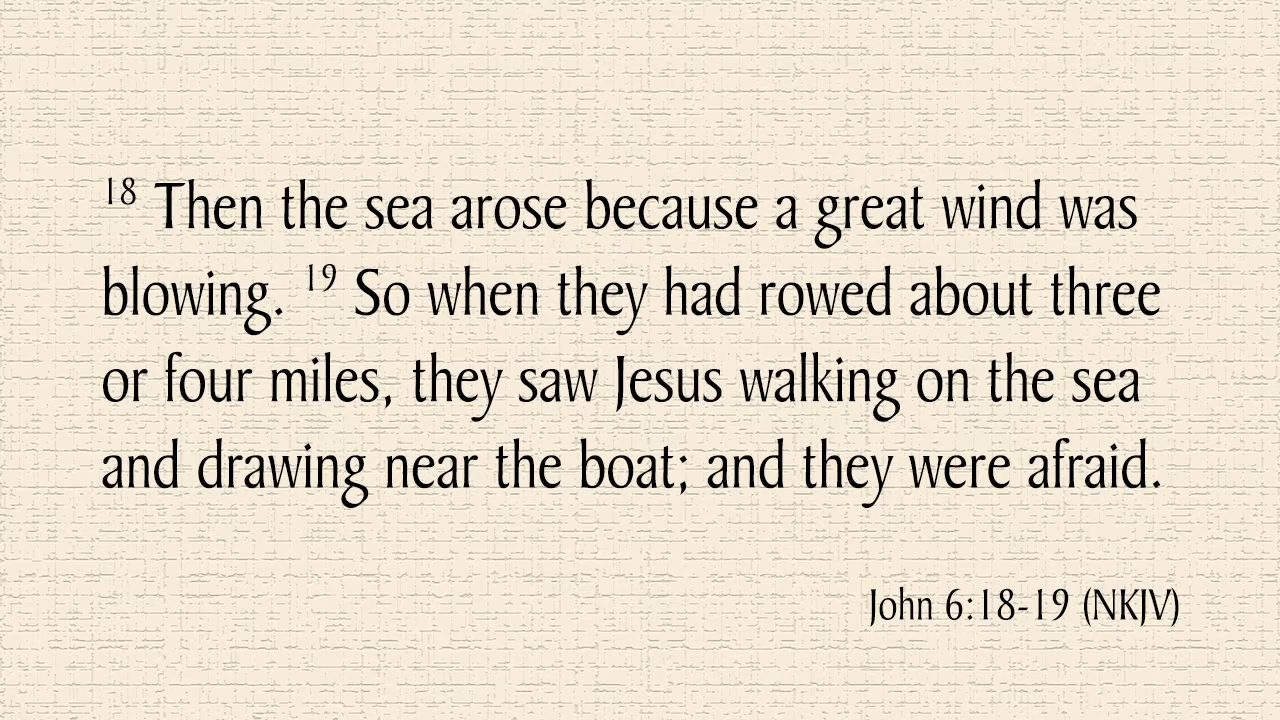 18 Then the sea arose because a great wind was
blowing. 19 So when they had rowed about three
or four miles, they saw Jesus walking on the sea
and drawing near the boat; and they were afraid.
John 6:18-19 (NKJV)